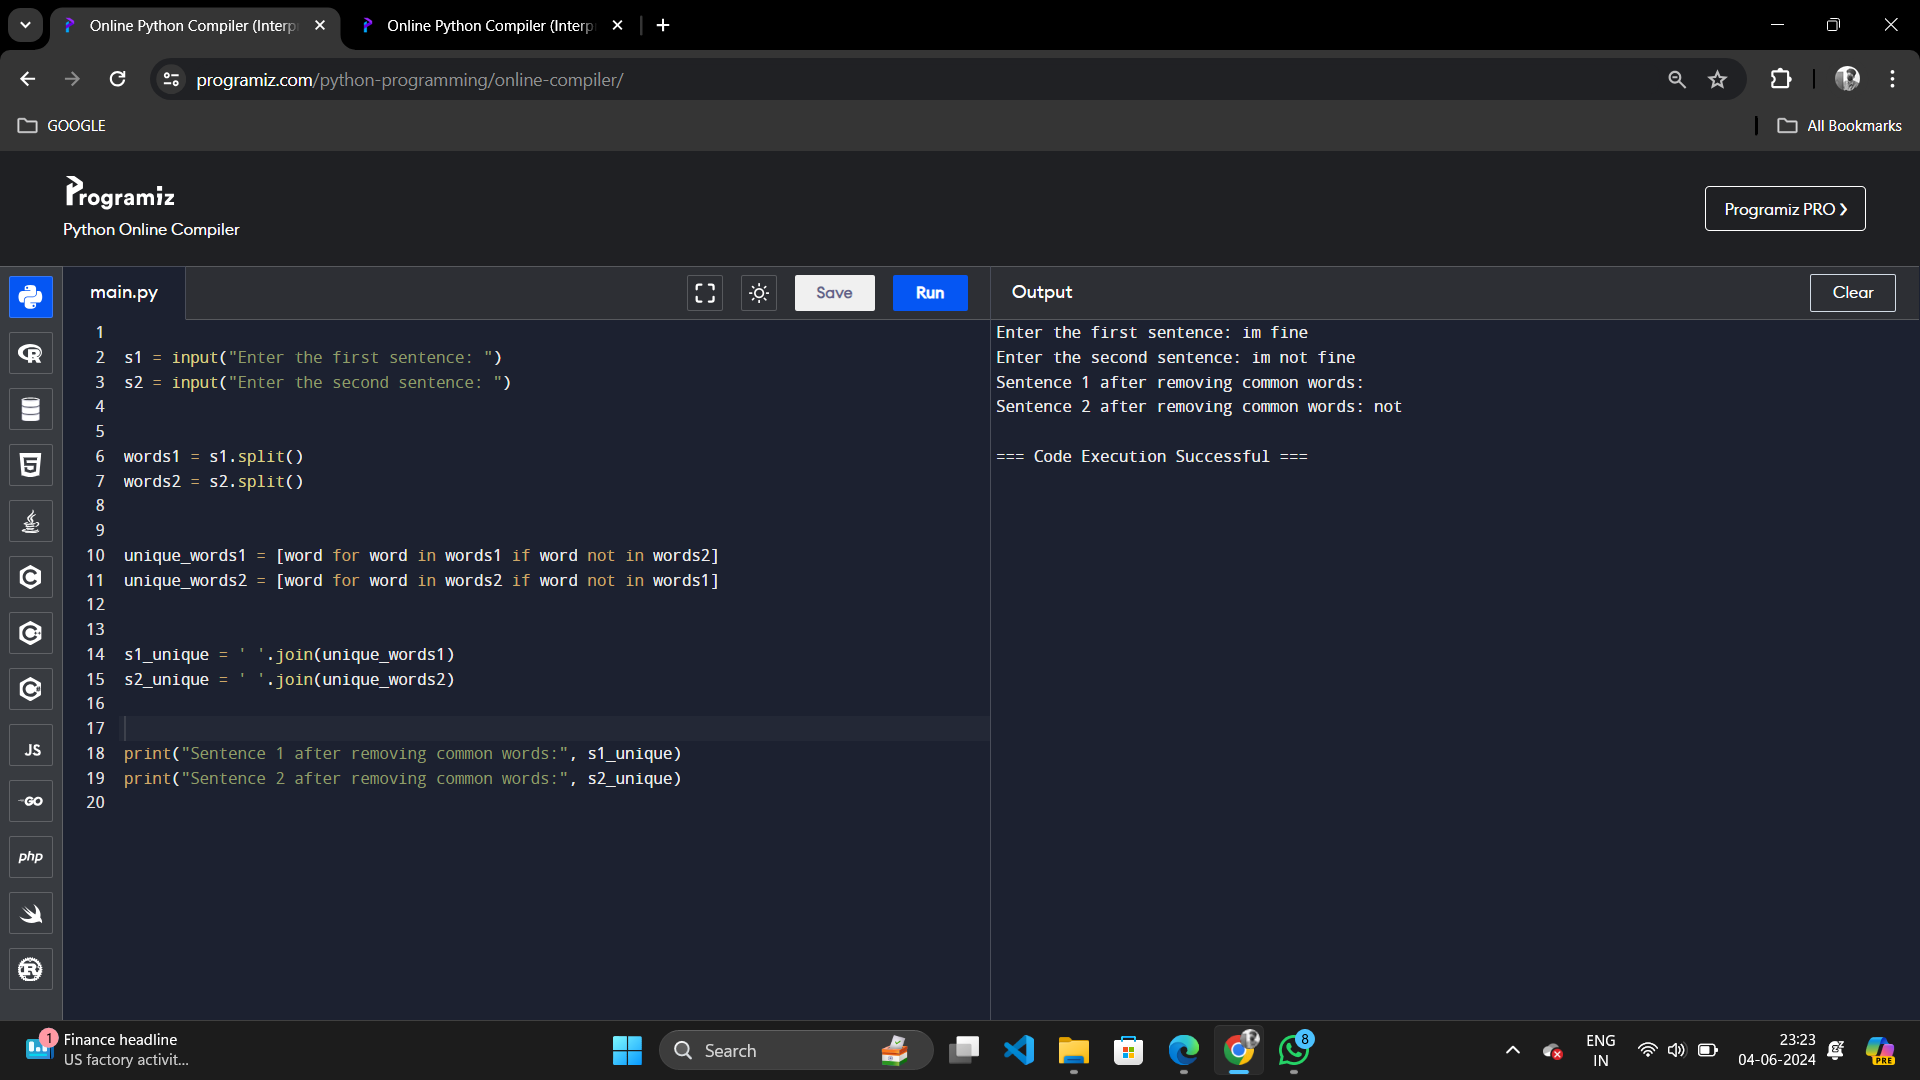 Online Python Compiler (Interp
Online Python Compiler (Interp
programiz.com/python-programming/online-compiler/
GOOGLE
All Bookmarks
Programiz
Python Online Compiler
Programiz PRO ❯
main.py
Save
Run
Output
Clear
1
2 s1 = input("Enter the first sentence: ")
3 s2 = input("Enter the second sentence: ")
4
5
6 words1 = s1.split()
7 words2 = s2.split()
8
9
10 unique_words1 = [word for word in words1 if word not in words2]
11 unique_words2 = [word for word in words2 if word not in words1]
12
13
14 s1_unique = ' '.join(unique_words1)
15 s2_unique = ' '.join(unique_words2)
16
17
18 print("Sentence 1 after removing common words:", s1_unique)
19 print("Sentence 2 after removing common words:", s2_unique)
20
Enter the first sentence: im fine
Enter the second sentence: im not fine
Sentence 1 after removing common words:
Sentence 2 after removing common words: not
=== Code Execution Successful ===
R
5
C
C
C
JS
GO
php
R
1
Finance headline
US factory activit...
Search
8
ENG
IN
23:23
04-06-2024
PRE